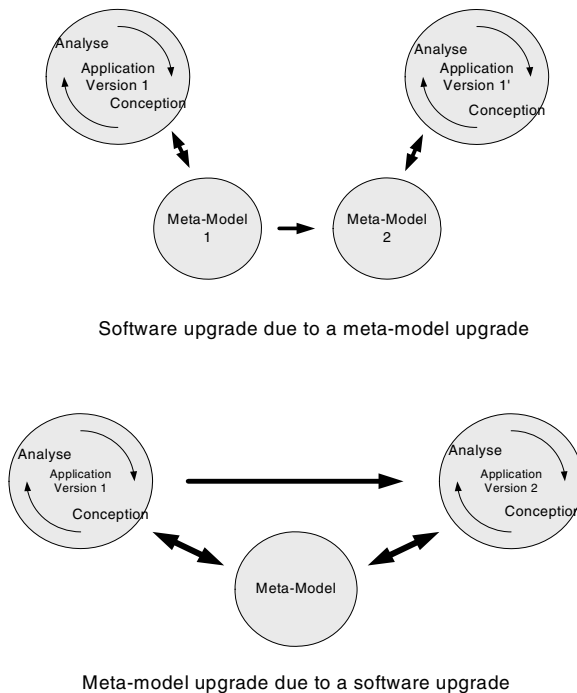 Analyse
Application
Version 1
Conception
Analyse
Application
Version 1'
Conception
Meta-Model
1
Meta-Model
2
Software upgrade due to a meta-model upgrade
Analyse
Application
Version 1
Conception
Analyse
Application
Version 2
Conception
Meta-Model
Meta-model upgrade due to a software upgrade